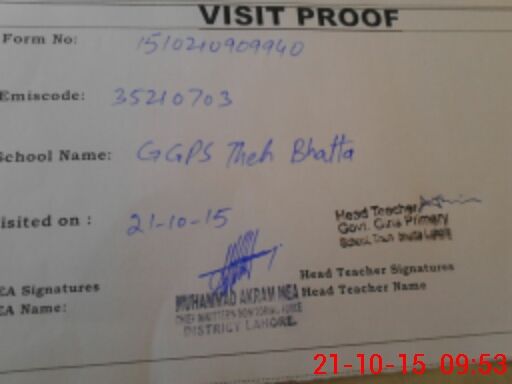 VISIT PROOF
Form No: 1510210909940
Emiscode: 35210703
School Name: GGPS Theh Bhatta
isited on : 21-10-15
Head Teacher
Govt. Girls Primary
School
EA Signatures
Head Teacher Signatures
EA Name:
MUHAMMAD AKRAM MEA
Head Teacher Name
DISTRICT LAHORE.
21-10-15 09:53